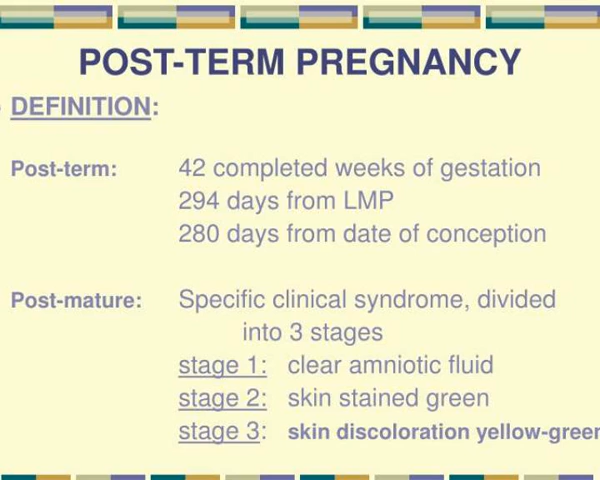 POST-TERM PREGNANCY
DEFINITION:
Post-term: 42 completed weeks of gestation
294 days from LMP
280 days from date of conception
Post-mature: Specific clinical syndrome, divided
into 3 stages
stage 1: clear amniotic fluid
stage 2: skin stained green
stage 3: skin discoloration yellow-green